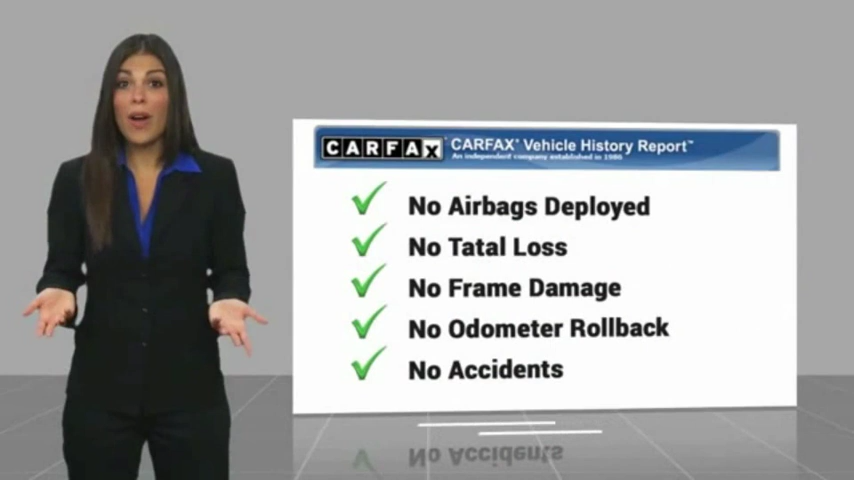 CARFAX CARFAX® Vehicle History Report™
An independent company established in 1986
No Airbags Deployed
No Tatal Loss
No Frame Damage
No Odometer Rollback
No Accidents
No Accidents